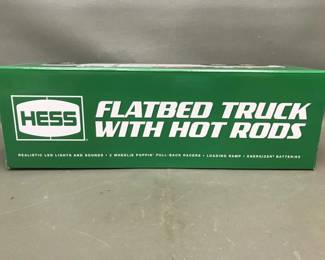 HESS
FLATBED TRUCK
WITH HOT RODS
REALISTIC LED LIGHTS AND SOUNDS • 2 WHEELIE POPPIN' PULL-BACK RACERS • LOADING RAMP • ENERGIZER® BATTERIES